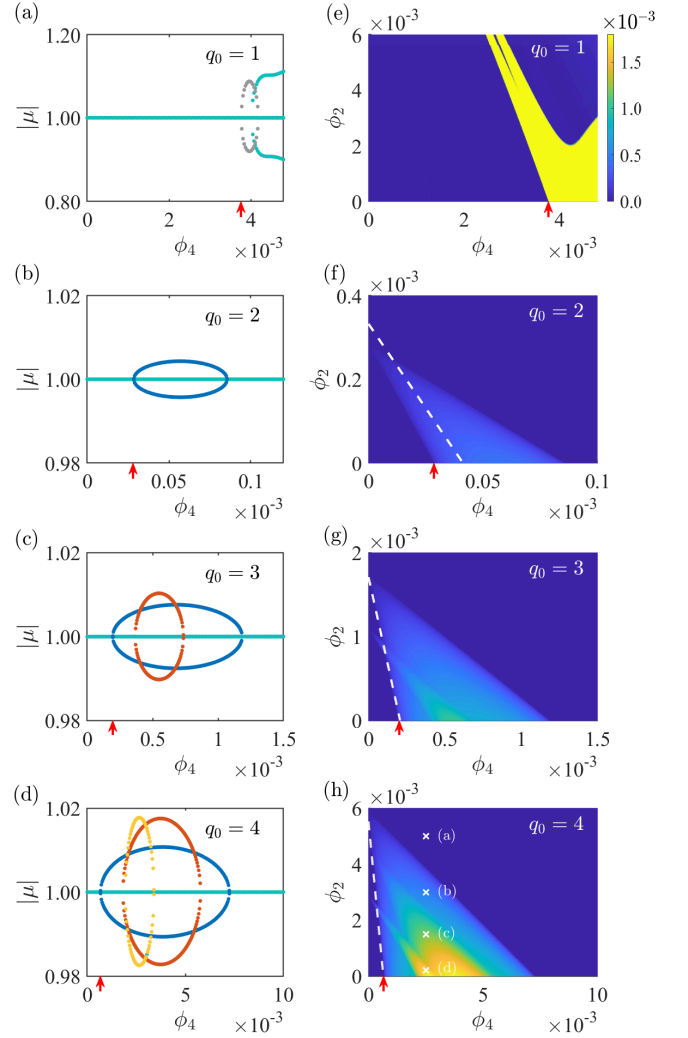 (a)
1.20
1.00
0.80
|μ|
q₀ = 1
0 2 4
ϕ₄ ×10⁻³
(e)
×10⁻³
6
4
2
0
ϕ₂
q₀ = 1
0 2 4
ϕ₄ ×10⁻³
×10⁻³
1.5
1.0
0.5
0.0
(b)
1.02
1.00
0.98
|μ|
q₀ = 2
0 0.05 0.1
ϕ₄ ×10⁻³
(f)
×10⁻³
0.4
0.2
0
ϕ₂
q₀ = 2
0 0.05 0.1
ϕ₄ ×10⁻³
(c)
1.02
1.00
0.98
|μ|
q₀ = 3
0 0.5 1 1.5
ϕ₄ ×10⁻³
(g)
×10⁻³
2
1
0
ϕ₂
q₀ = 3
0 0.5 1 1.5
ϕ₄ ×10⁻³
(d)
1.02
1.00
0.98
|μ|
q₀ = 4
0 5 10
ϕ₄ ×10⁻³
(h)
×10⁻³
6
4
2
0
ϕ₂
q₀ = 4
(a)
(b)
(c)
(d)
0 5 10
ϕ₄ ×10⁻³